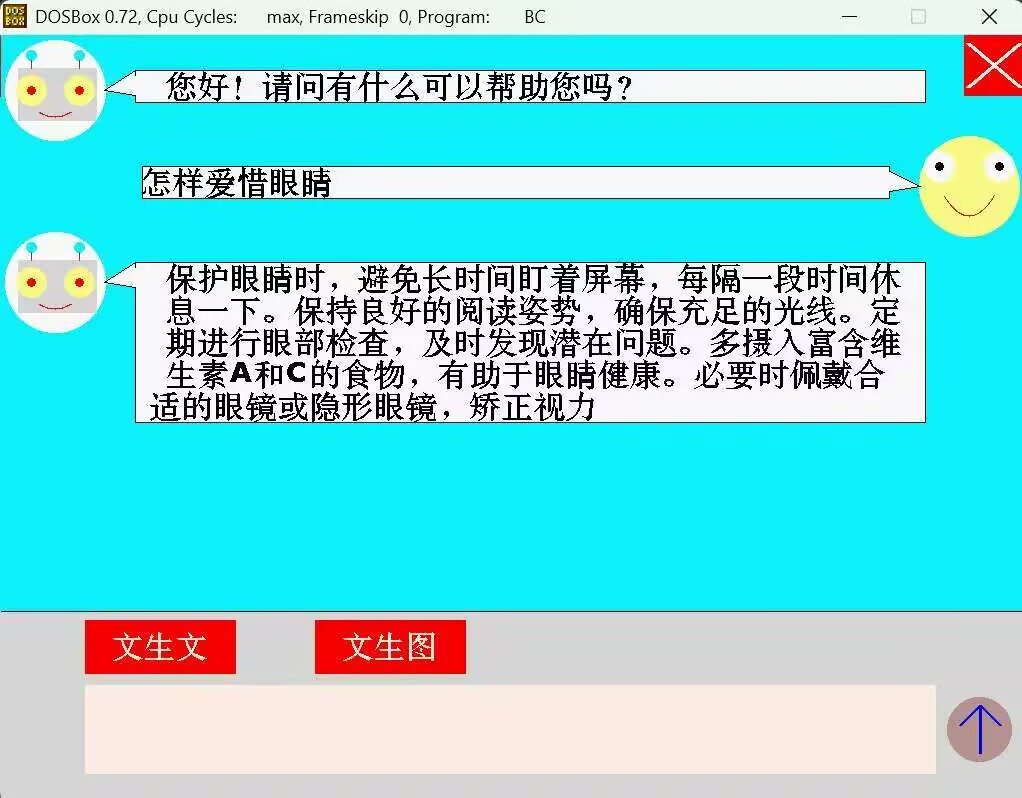 DOSBox 0.72, Cpu Cycles: max, Frameskip 0, Program: BC
您好！请问有什么可以帮助您吗？
怎样爱惜眼睛
保护眼睛时，避免长时间盯着屏幕，每隔一段时间休
息一下。保持良好的阅读姿势，确保充足的光线。定
期进行眼部检查，及时发现潜在问题。多摄入富含维
生素A和C的食物，有助于眼睛健康。必要时佩戴合
适的眼镜或隐形眼镜，矫正视力
文生文
文生图